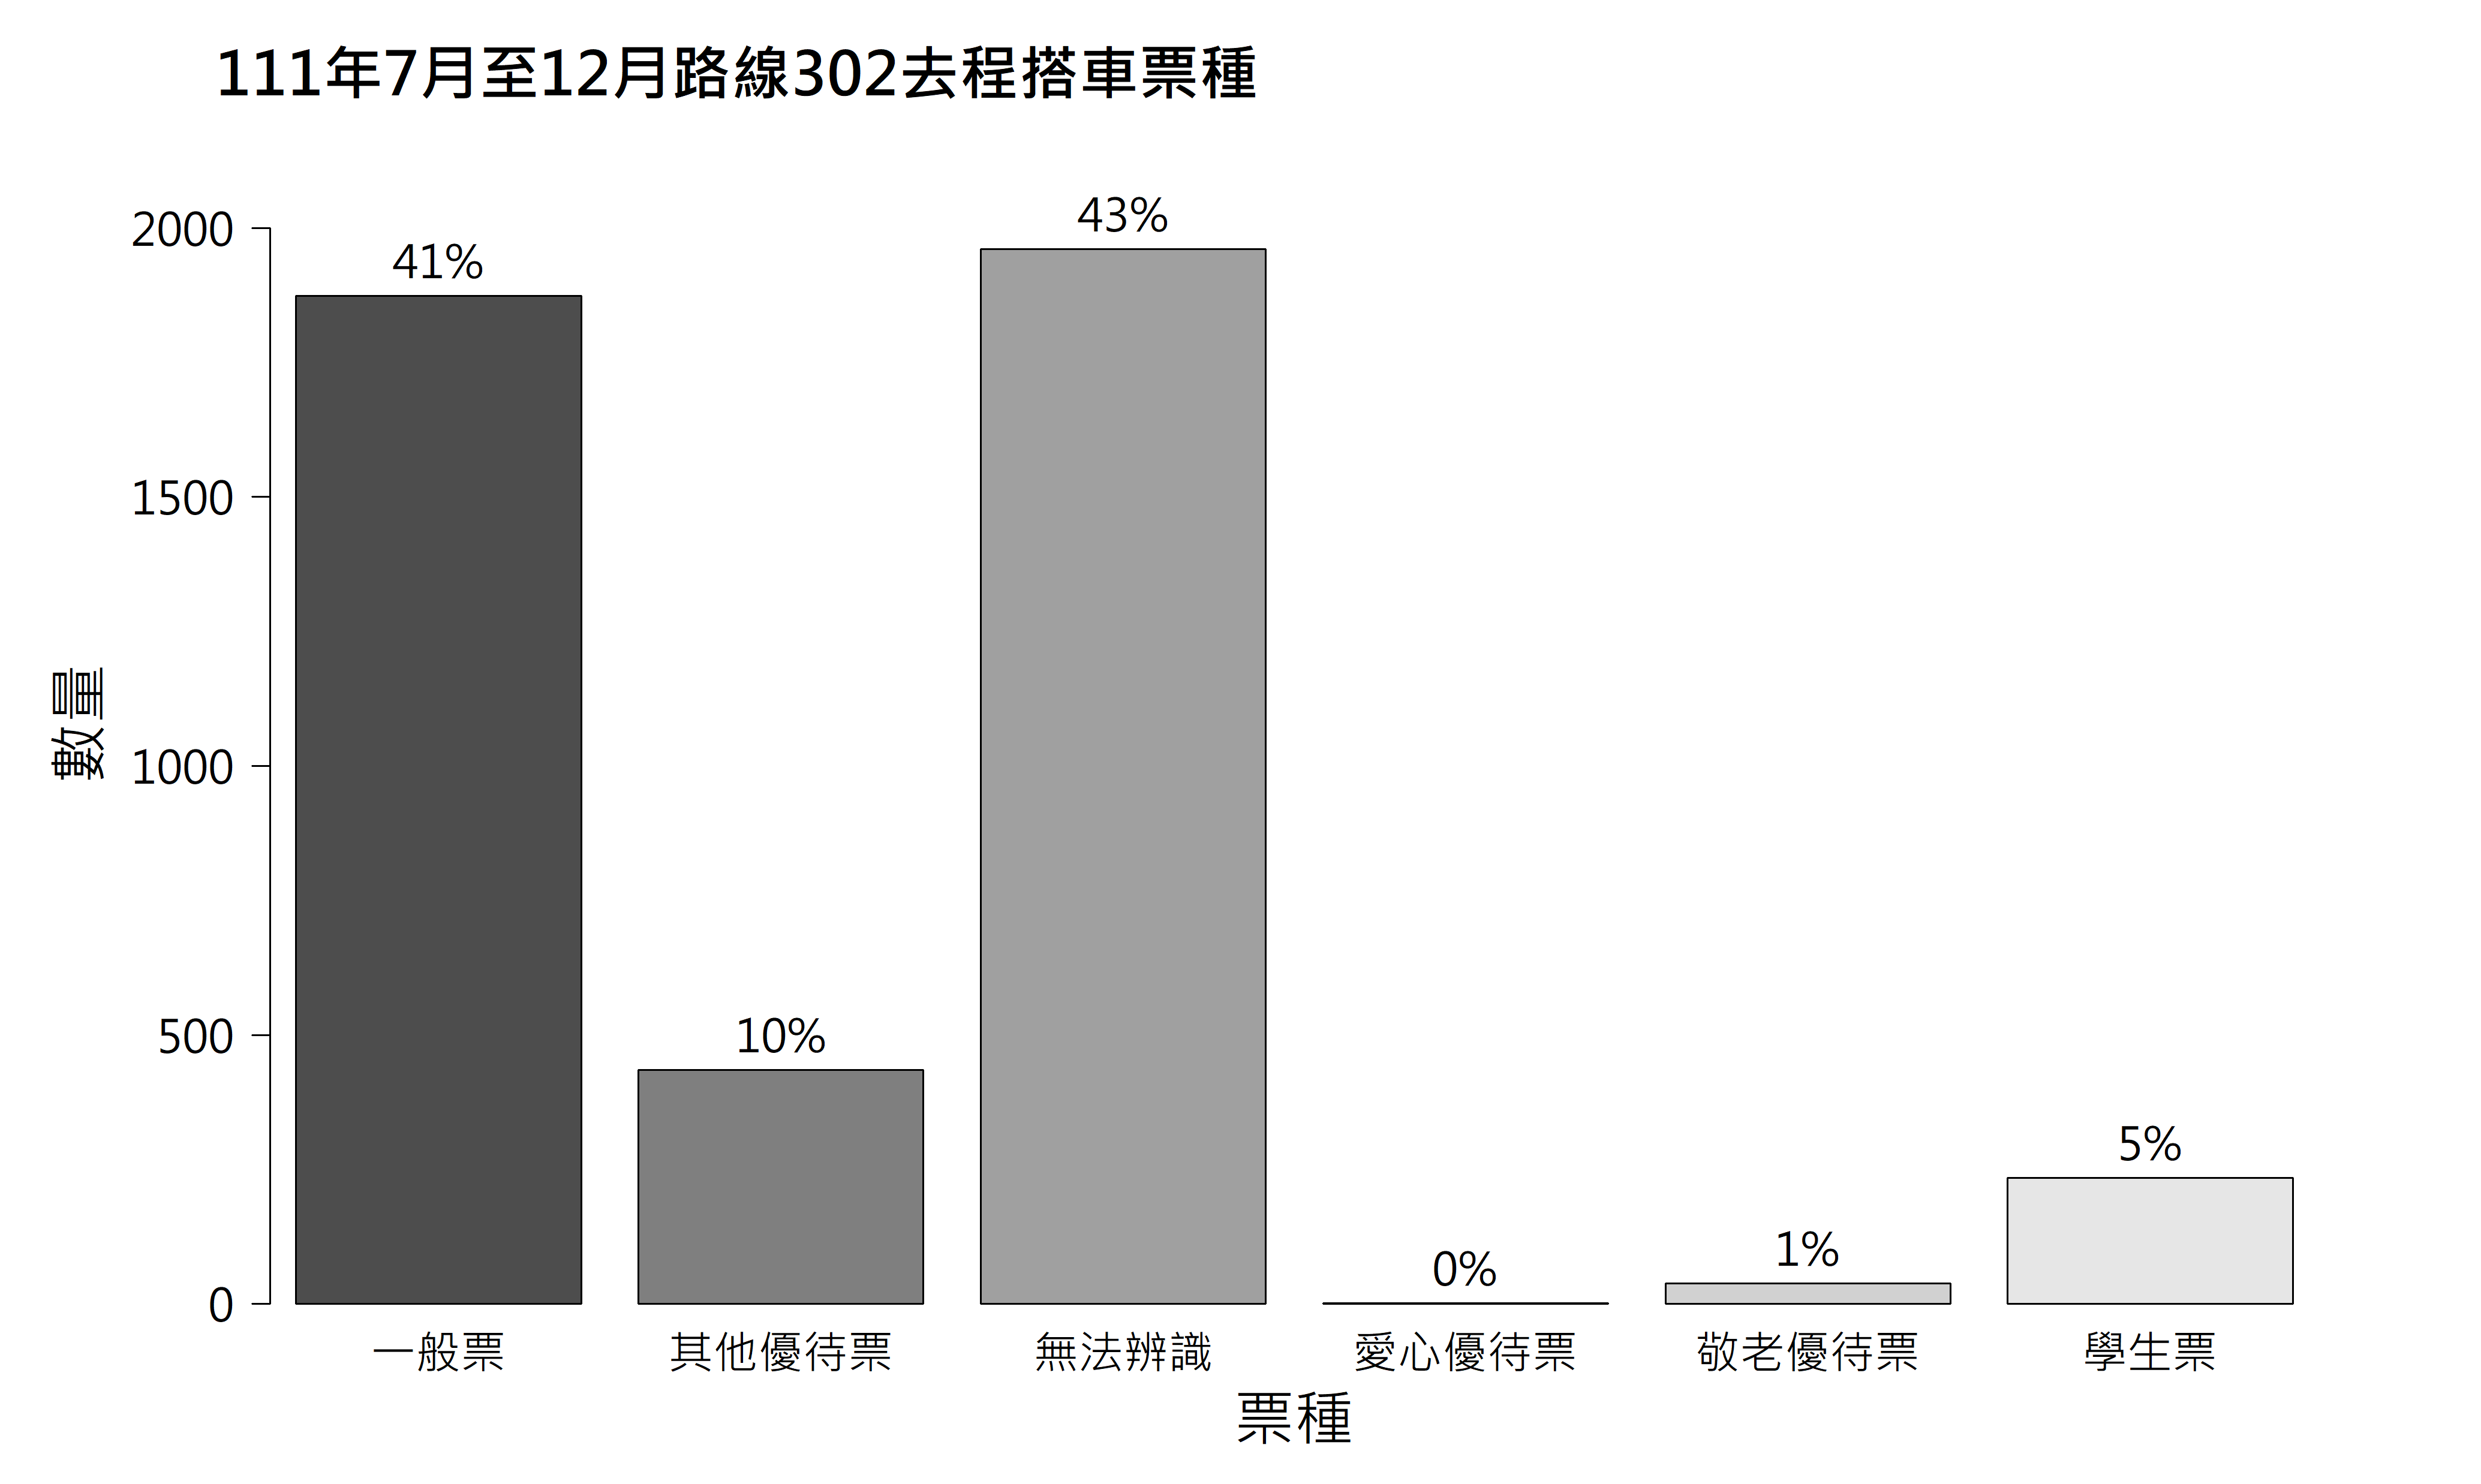 111年7月至12月路線302去程搭車票種
數量
2000
1500
1000
500
0
41%
10%
43%
0%
1%
5%
一般票
其他優待票
無法辨識
愛心優待票
敬老優待票
學生票
票種